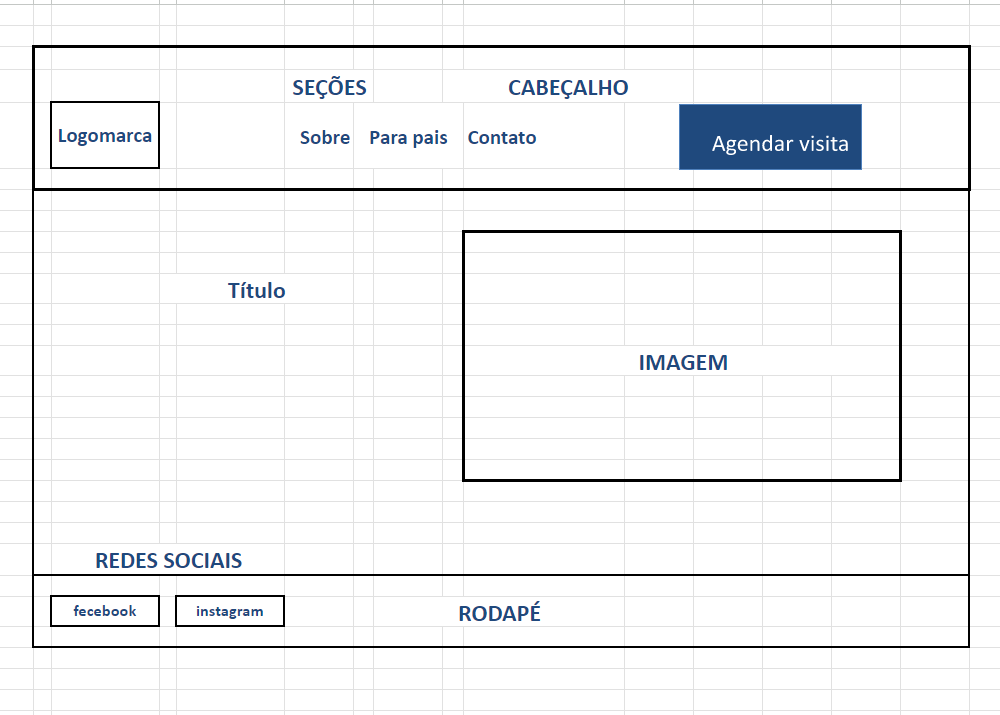 SEÇÕES
CABEÇALHO
Logomarca
Sobre
Para pais
Contato
Agendar visita
Título
IMAGEM
REDES SOCIAIS
fecebook
instagram
RODAPÉ